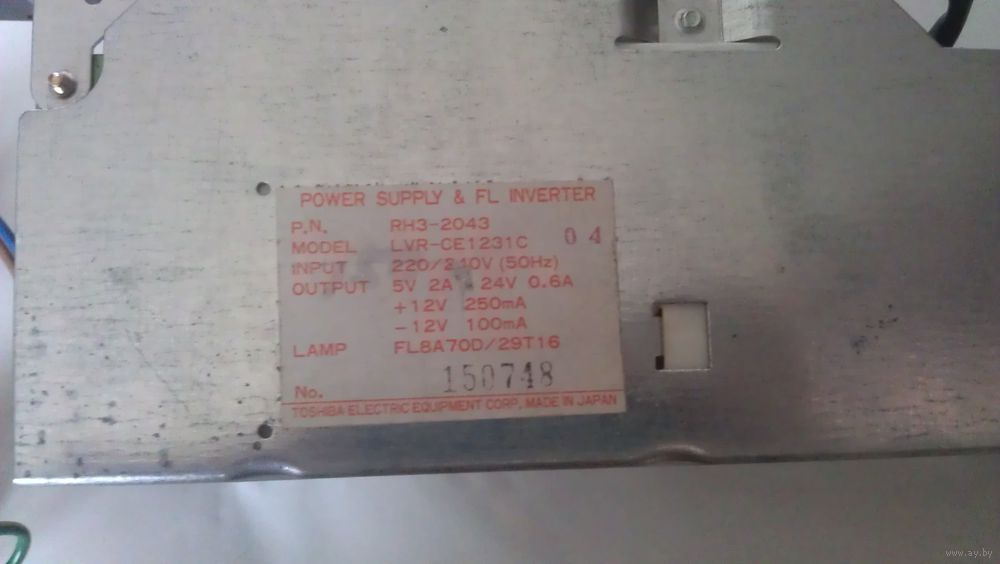 POWER SUPPLY & FL INVERTER
P.N. RH3-2043
MODEL LVR-CE1231C 04
INPUT 220/240V (50Hz)
OUTPUT 5V 2A 24V 0.6A
+12V 250mA
-12V 100mA
LAMP FL8A70D/29T16
No. 150748
TOSHIBA ELECTRIC EQUIPMENT CORP. MADE IN JAPAN
www.ay.by